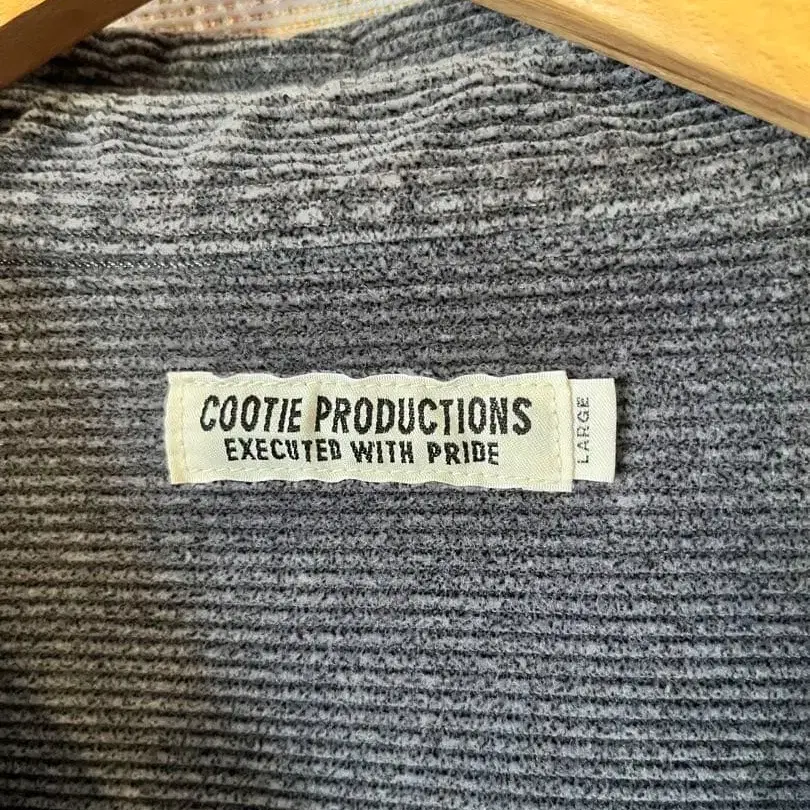 COOTIE PRODUCTIONS
EXECUTED WITH PRIDE
LARGE